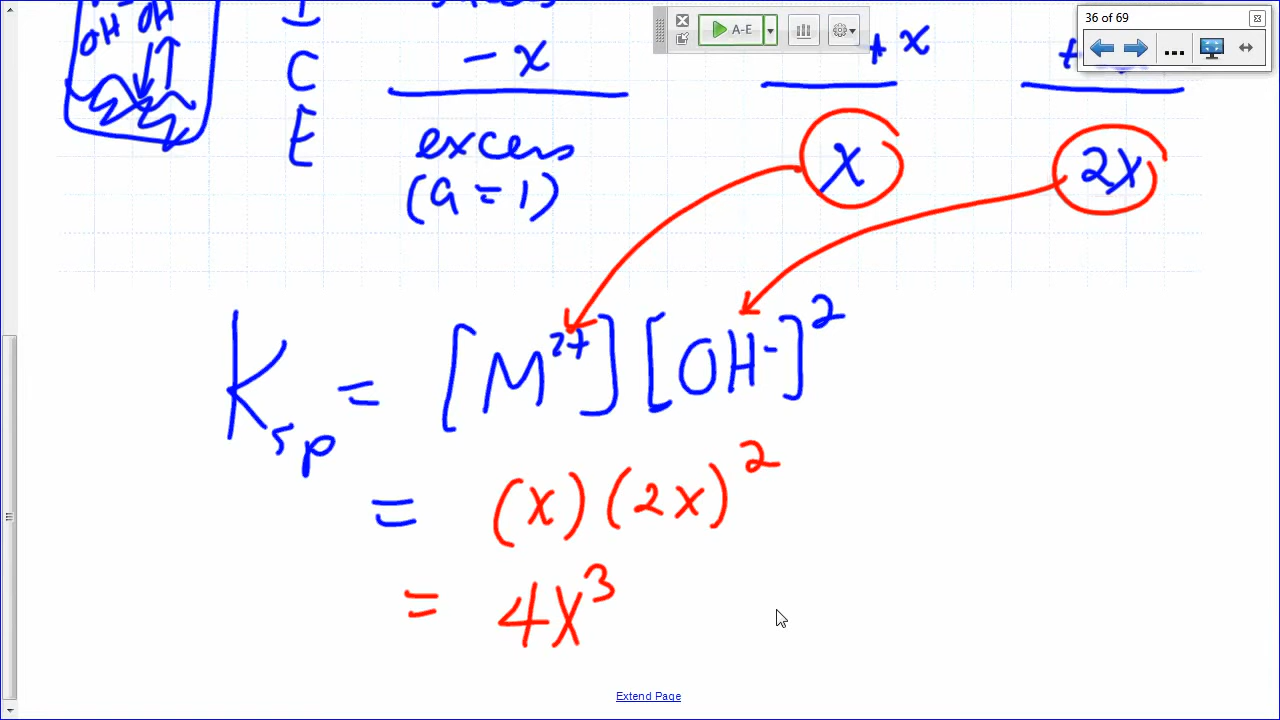 36 of 69
A-E
OH⁻ OH⁻ I
C - x + x +
E excess x 2x
(a = 1)
Ksp = [M²⁺][OH⁻]²
= (x)(2x)²
= 4x³
Extend Page